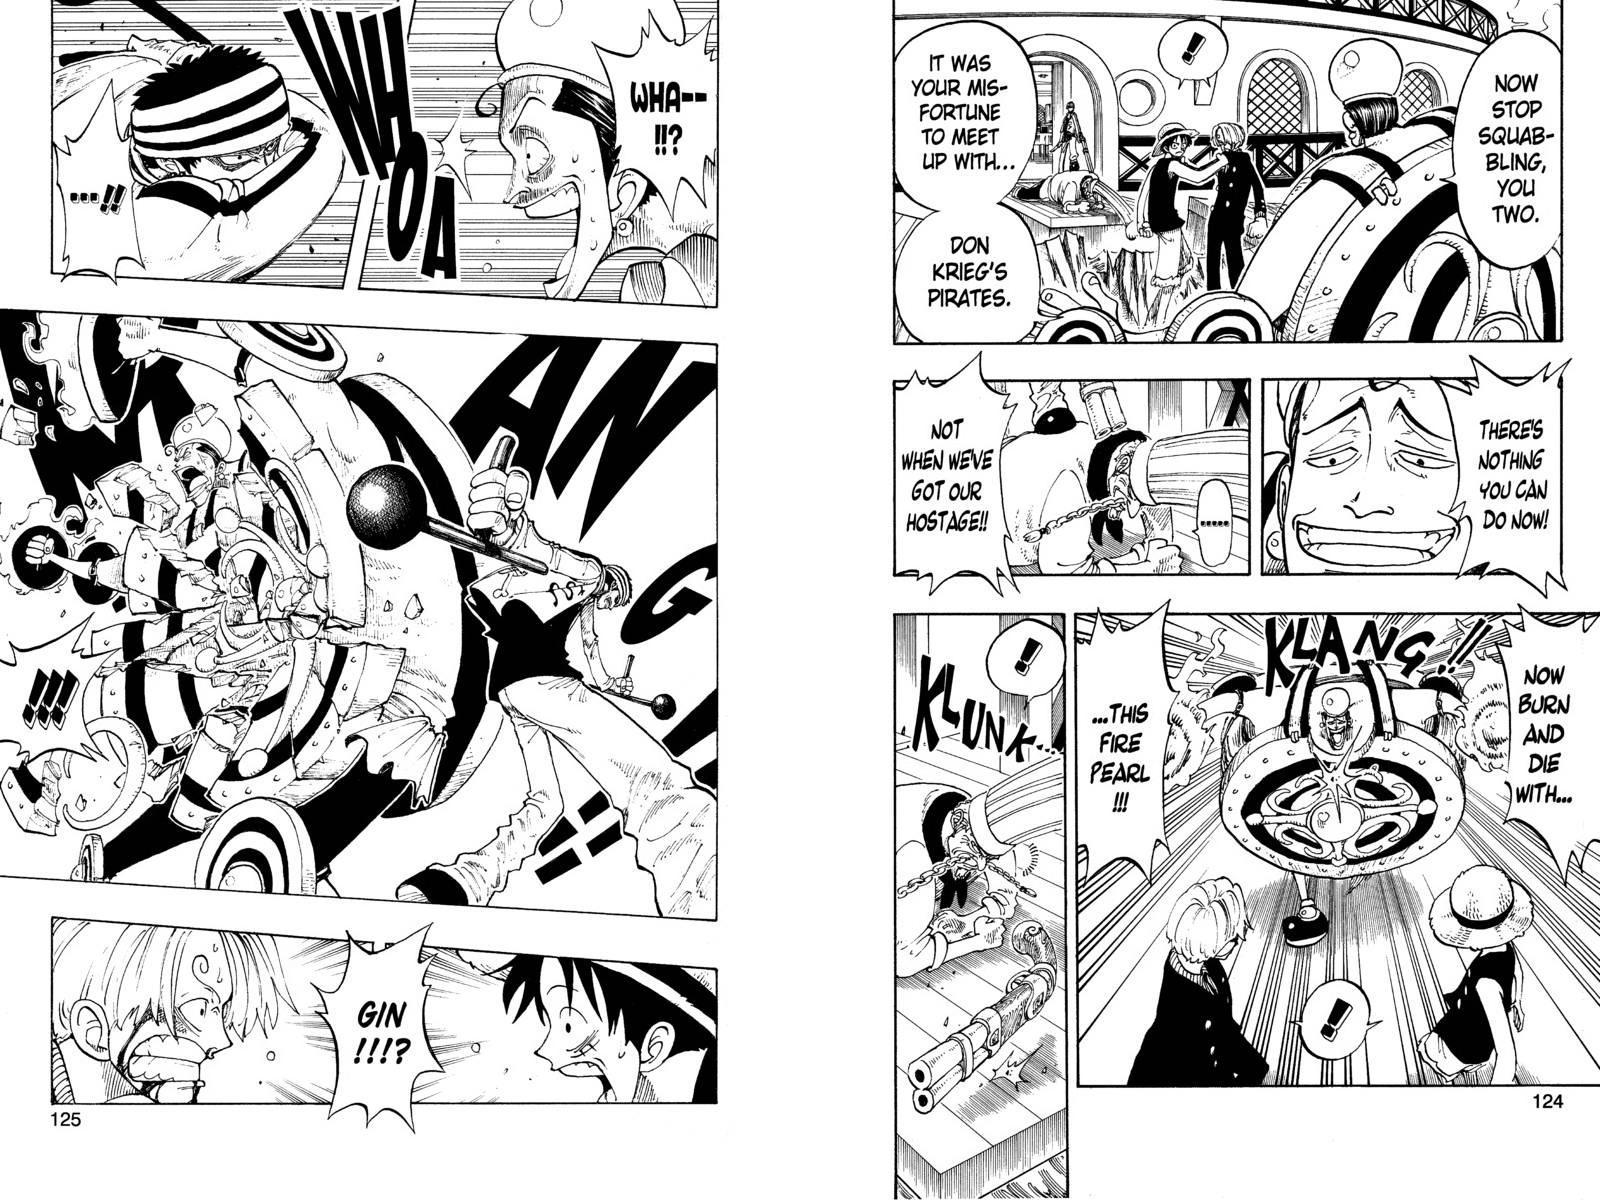 NOW
STOP
SQUAB-
BLING,
YOU
TWO.
!
IT WAS
YOUR MIS-
FORTUNE
TO MEET
UP WITH...
DON
KRIEG'S
PIRATES.
THERE'S
NOTHING
YOU CAN
DO NOW!
NOT
WHEN WE'VE
GOT OUR
HOSTAGE!!
......
NOW
BURN
AND
DIE
WITH...
KLANG!!
...THIS
FIRE
PEARL
!!!
!
!
KLUNK...
124
WHA--
!!?
WHOA
...!!
BANG!!
!!!
GIN
!!!?
125